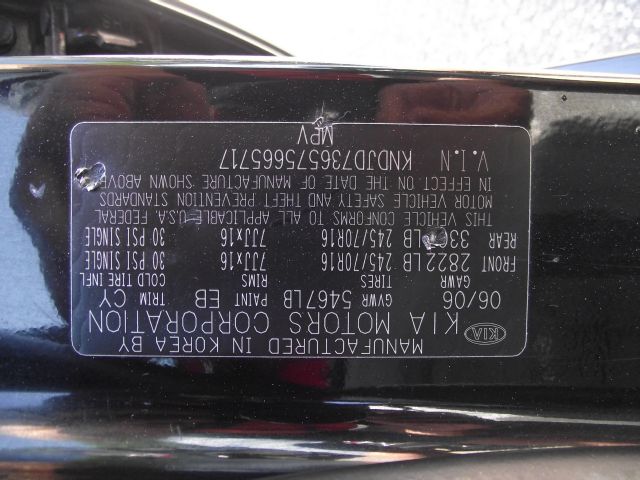 MANUFACTURED IN KOREA BY
KIA KIA MOTORS CORPORATION
06/06 GVWR 5467LB PAINT EB TRIM CY
GAWR TIRES RIMS COLD TIRE INFL
FRONT 2822LB 245/70R16 7JJx16 30 PSI SINGLE
REAR LB 245/70R16 7JJx16 30 PSI SINGLE
THIS VEHICLE CONFORMS TO ALL APPLICABLE U.S.A. FEDERAL
MOTOR VEHICLE SAFETY AND THEFT PREVENTION STANDARDS
IN EFFECT ON THE DATE OF MANUFACTURE SHOWN ABOVE
V.I.N KNDJD736575665717
MPV